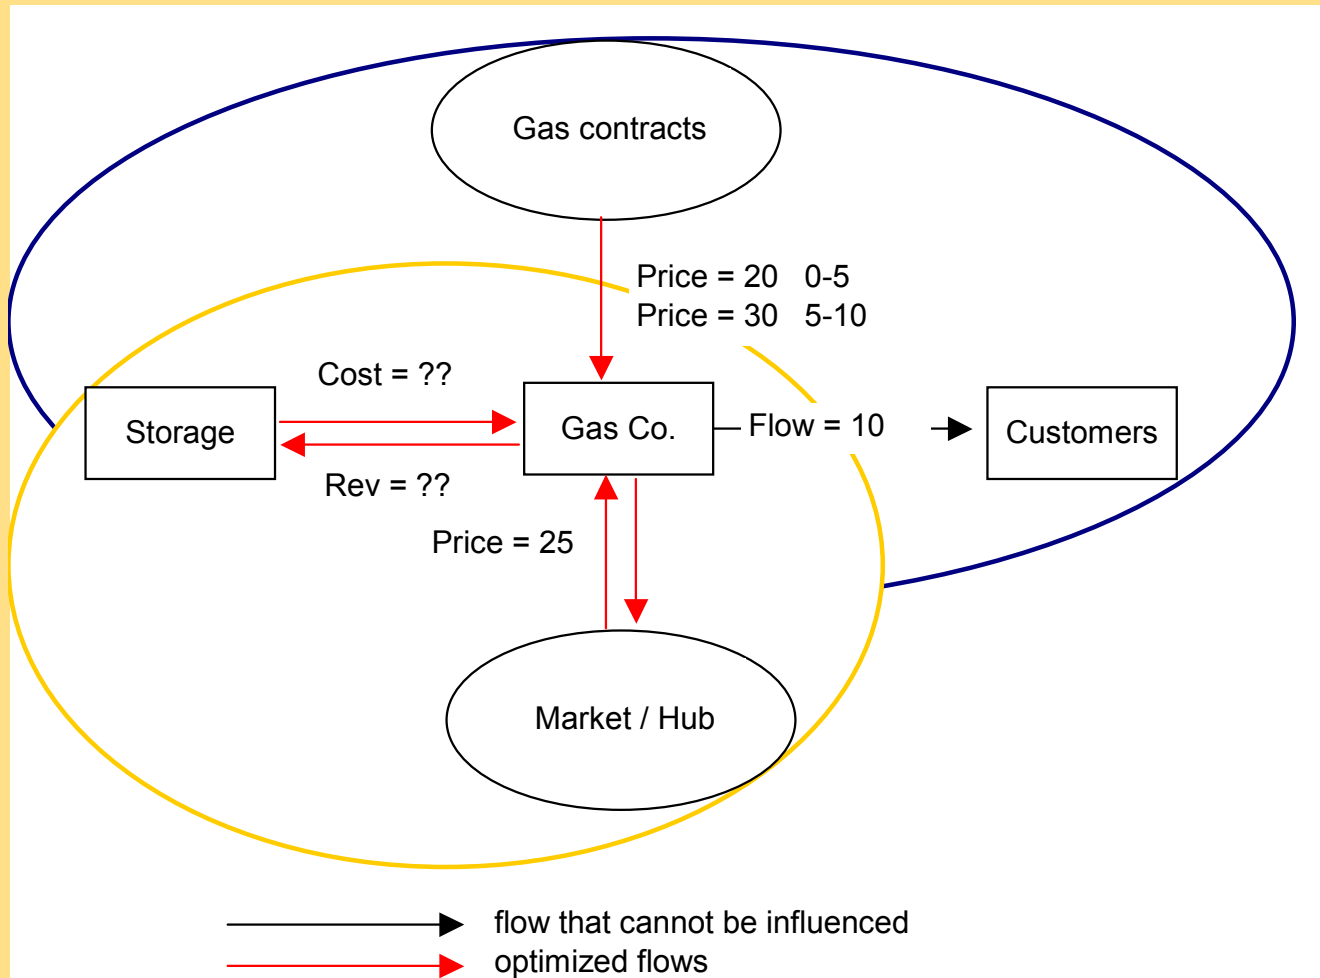 Gas contracts
Price = 20 0-5
Price = 30 5-10
Cost = ??
Storage
Gas Co.
Flow = 10
Customers
Rev = ??
Price = 25
Market / Hub
flow that cannot be influenced
optimized flows